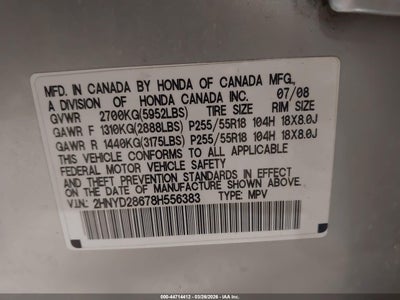 MFD. IN CANADA BY HONDA OF CANADA MFG.,
A DIVISION OF HONDA CANADA INC. 07/08
GVWR 2700KG(5952LBS) TIRE SIZE RIM SIZE
GAWR F 1310KG(2888LBS) P255/55R18 104H 18X8.0J
GAWR R 1440KG(3175LBS) P255/55R18 104H 18X8.0J
THIS VEHICLE CONFORMS TO ALL APPLICABLE
FEDERAL MOTOR VEHICLE SAFETY
STANDARDS IN EFFECT ON THE
DATE OF MANUFACTURE SHOWN ABOVE.
V.I.N.: 2HNYD28678H556383 TYPE: MPV
000-44714412 - 03/28/2026 - IAA Inc.